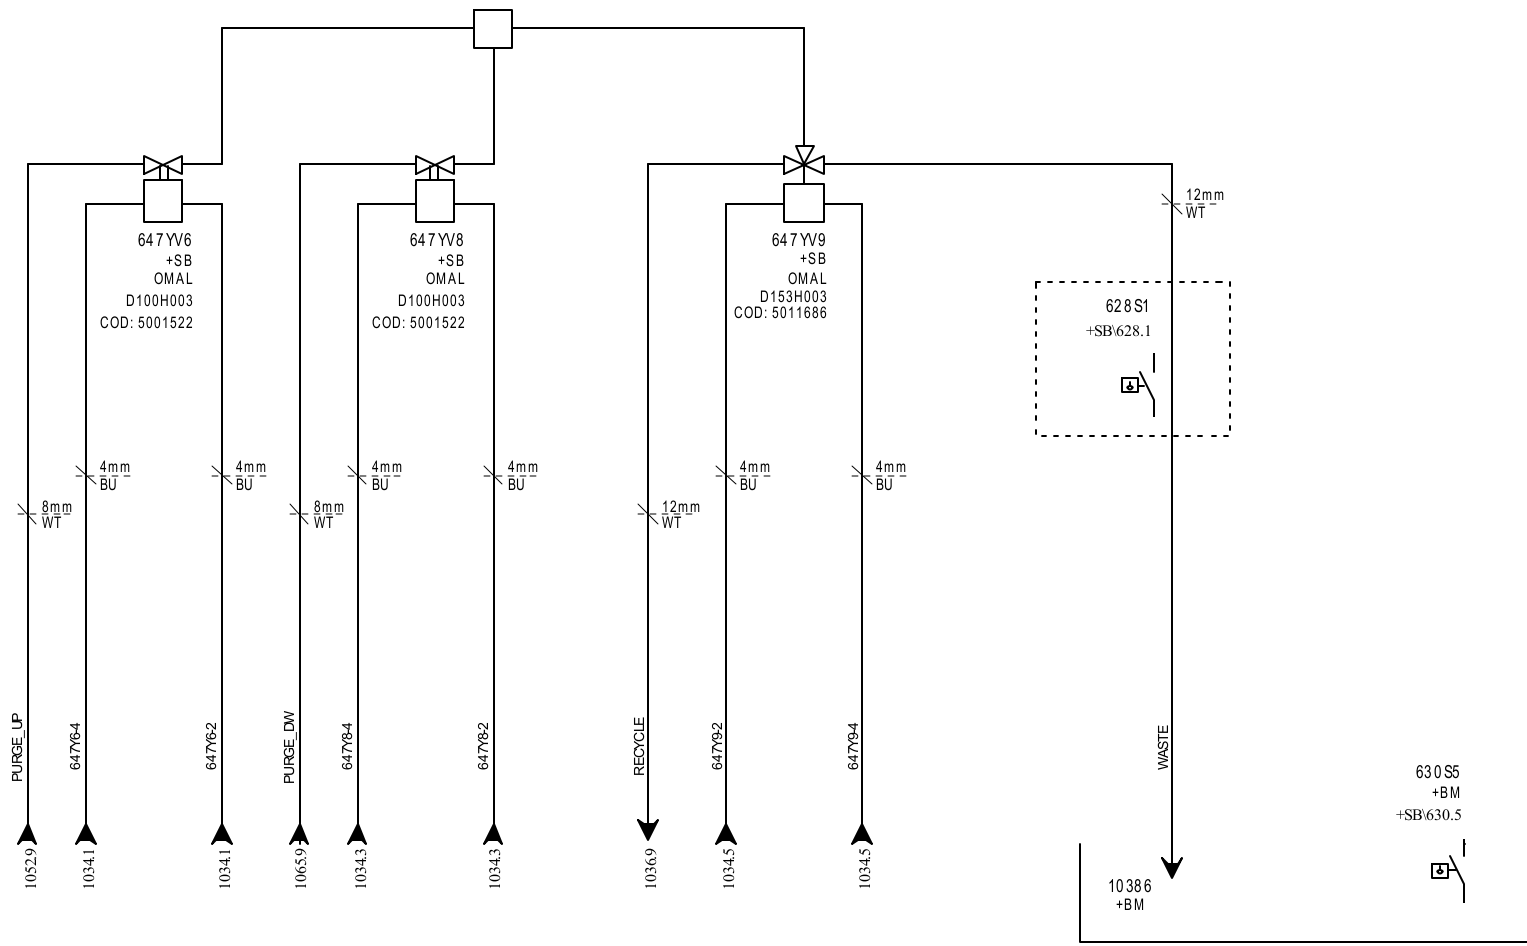 647YV6
+SB
OMAL
D100H003
COD: 5001522
647YV8
+SB
OMAL
D100H003
COD: 5001522
647YV9
+SB
OMAL
D153H003
COD: 5011686
12mm
WT
628S1
+SB\628.1
4mm
BU
4mm
BU
4mm
BU
4mm
BU
4mm
BU
4mm
BU
8mm
WT
8mm
WT
12mm
WT
PURGE_UP
647Y6-4
647Y6-2
PURGE_DW
647Y8-4
647Y8-2
RECYCLE
647Y9-2
647Y9-4
WASTE
630S5
+BM
+SB\630.5
1052.9
1034.1
1034.1
1065.9
1034.3
1034.3
1036.9
1034.5
1034.5
10386
+BM